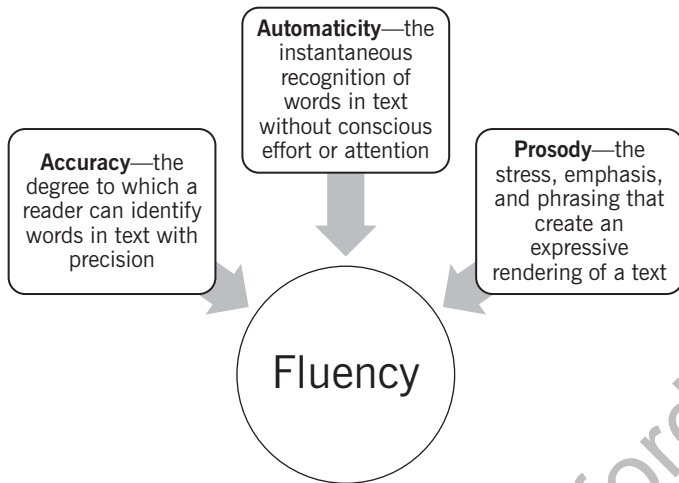 Automaticity—the
instantaneous
recognition of
words in text
without conscious
effort or attention
Accuracy—the
degree to which a
reader can identify
words in text with
precision
Prosody—the
stress, emphasis,
and phrasing that
create an
expressive
rendering of a text
Fluency